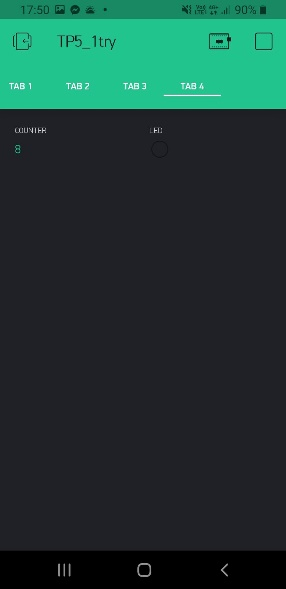 17:50 90%
TP5_1try
TAB 1 TAB 2 TAB 3 TAB 4
COUNTER LED
8